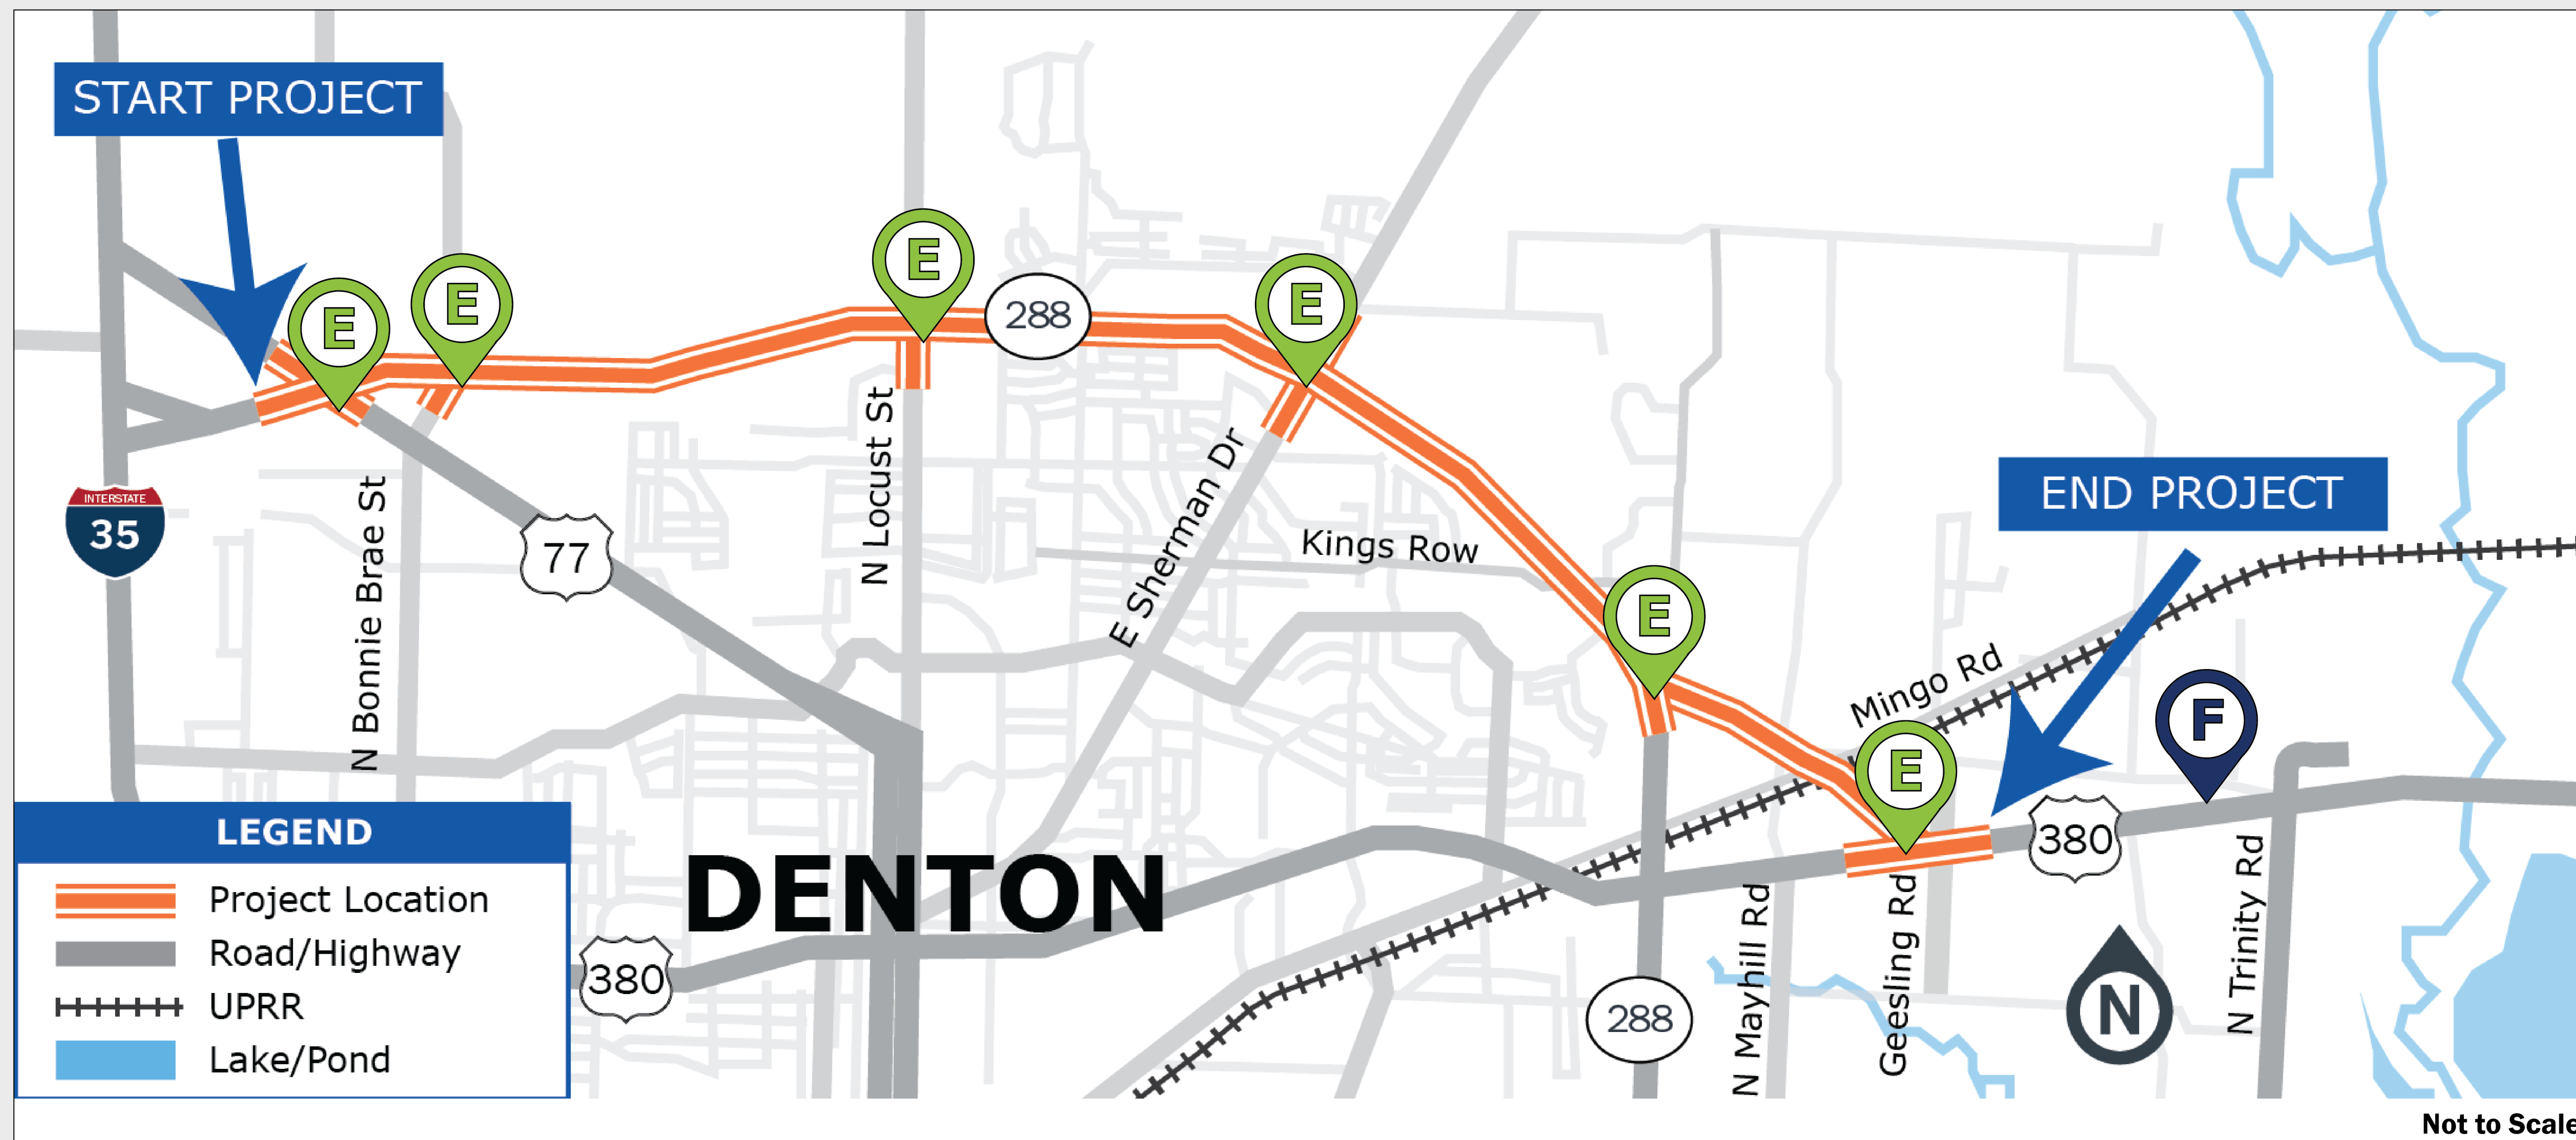 START PROJECT
E
E
E
288
E
INTERSTATE
35
77
N Bonnie Brae St
N Locust St
E Sherman Dr
Kings Row
END PROJECT
E
Mingo Rd
F
E
380
LEGEND
Project Location
Road/Highway
UPRR
Lake/Pond
DENTON
380
288
N Mayhill Rd
Geesling Rd
N
N Trinity Rd
Not to Scale